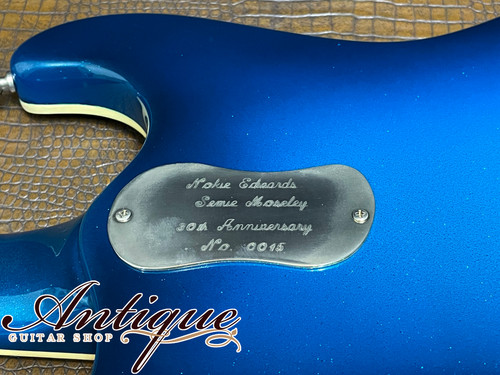 Nokie Edwards
Semie Moseley
30th Anniversary
No. 0015
Antique
GUITAR SHOP